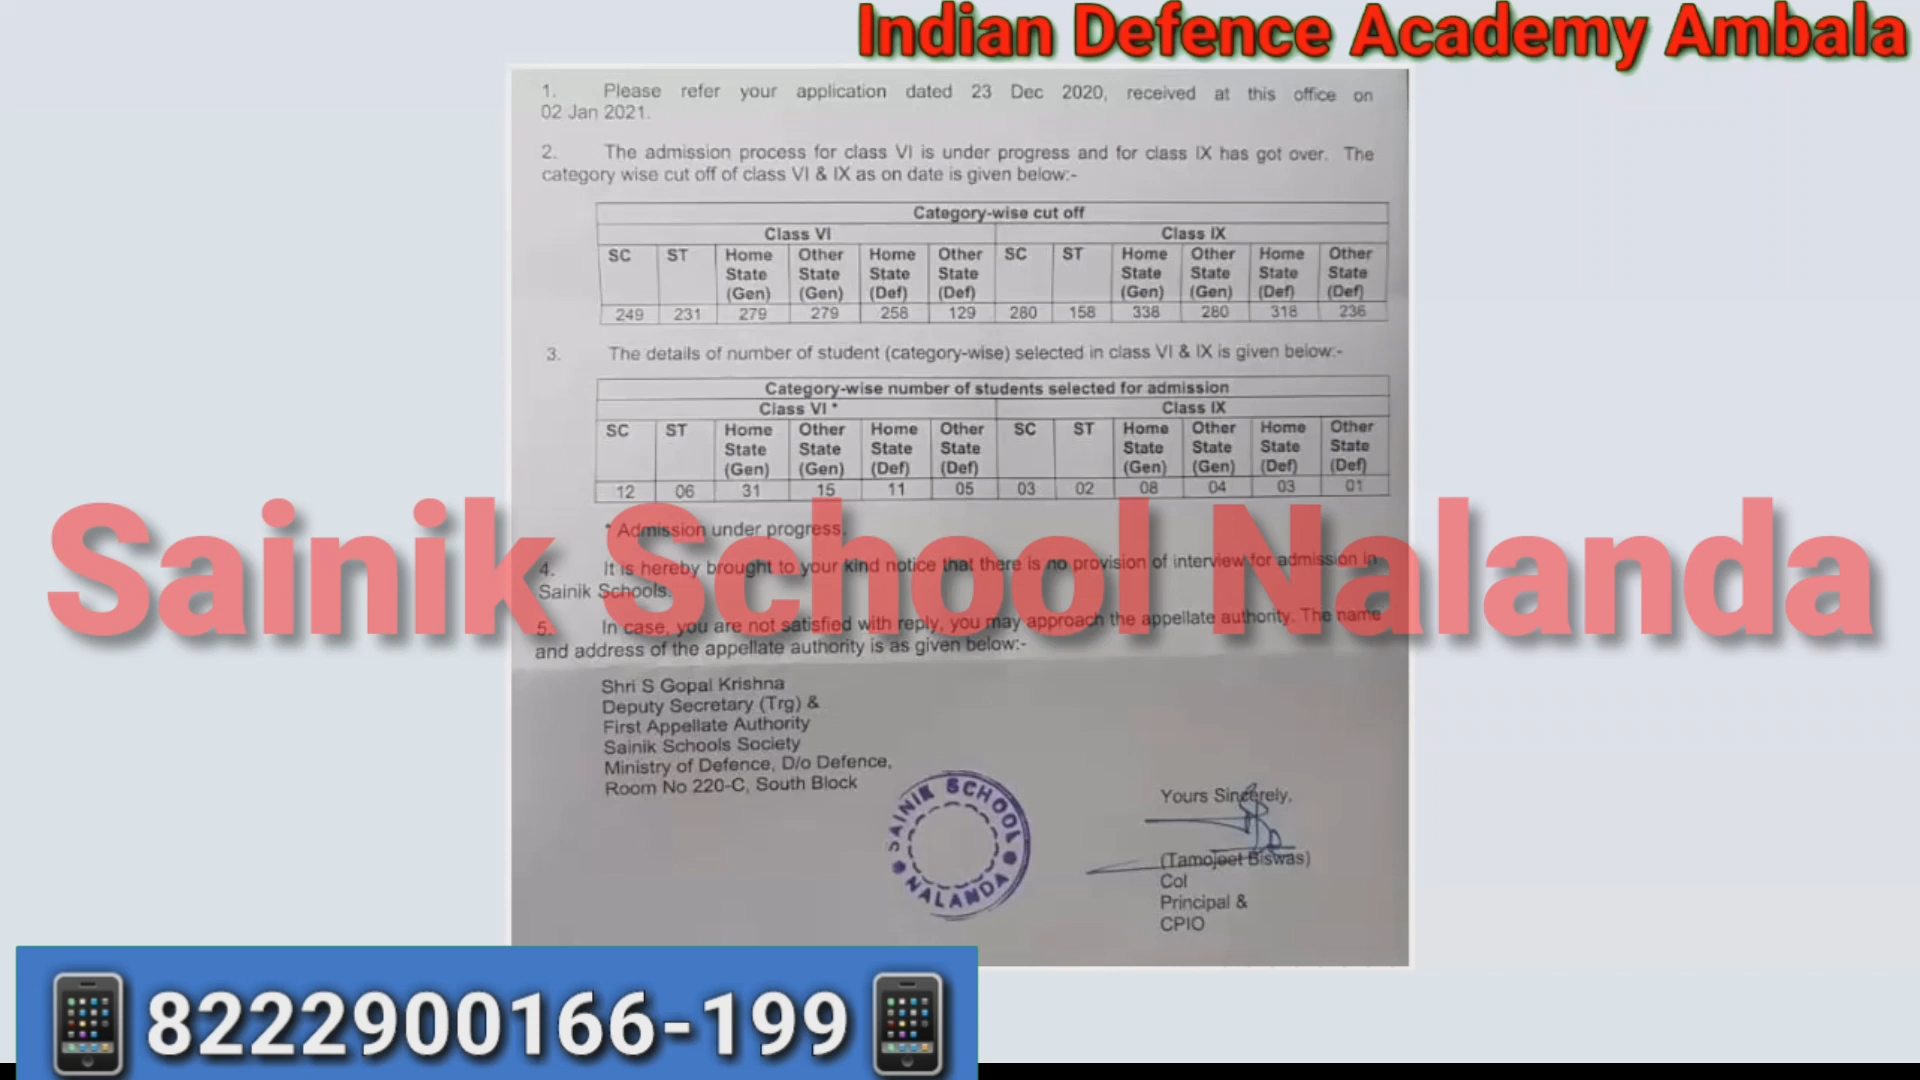 Indian Defence Academy Ambala
1. Please refer your application dated 23 Dec 2020, received at this office on
02 Jan 2021.
2. The admission process for class VI is under progress and for class IX has got over. The
category wise cut off of class VI & IX as on date is given below:-
Category-wise cut off
Class VI Class IX
SC ST Home Other Home Other SC ST Home Other Home Other
State State State State State State State State
(Gen) (Gen) (Def) (Def) (Gen) (Gen) (Def) (Def)
249 231 279 279 258 129 280 158 338 280 318 236
3. The details of number of student (category-wise) selected in class VI & IX is given below:-
Category-wise number of students selected for admission
Class VI * Class IX
SC ST Home Other Home Other SC ST Home Other Home Other
State State State State State State State State
(Gen) (Gen) (Def) (Def) (Gen) (Gen) (Def) (Def)
12 06 31 15 11 05 03 02 08 04 03 01
* Admission under progress.
Sainik School Nalanda
4. It is hereby brought to your kind notice that there is no provision of interview for admission in
Sainik Schools.
5. In case, you are not satisfied with reply, you may approach the appellate authority. The name
and address of the appellate authority is as given below:-
Shri S Gopal Krishna
Deputy Secretary (Trg) &
First Appellate Authority
Sainik Schools Society
Ministry of Defence, D/o Defence,
Room No 220-C, South Block
SAINIK SCHOOL
NALANDA
Yours Sincerely,
(Tamojeet Biswas)
Col
Principal &
CPIO
8222900166-199